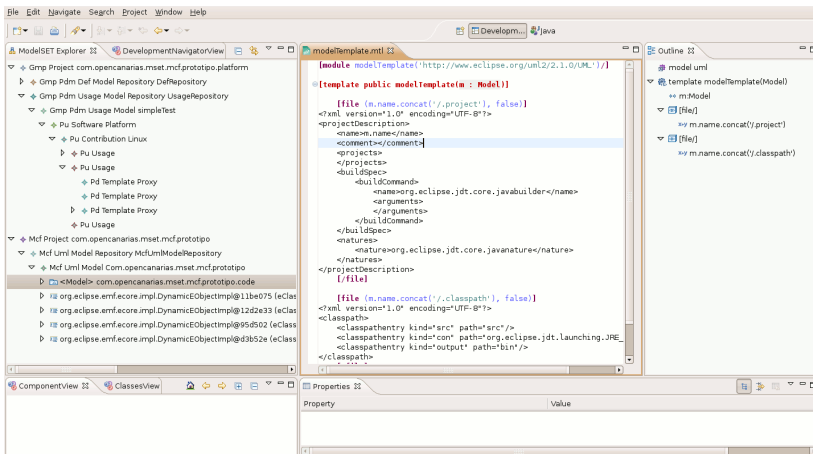 File Edit Navigate Search Project Window Help
Developm... Java
ModelSET Explorer DevelopmentNavigatorView
Gmp Project com.opencanarias.mset.mcf.prototipo.platform
Gmp Pdm Def Model Repository DefRepository
Gmp Pdm Usage Model Repository UsageRepository
Gmp Pdm Usage Model simpleTest
Pu Software Platform
Pu Contribution Linux
Pu Usage
Pu Usage
Pd Template Proxy
Pd Template Proxy
Pd Template Proxy
Pu Usage
Mcf Project com.opencanarias.mset.mcf.prototipo
Mcf Uml Model Repository McfUmlModelRepository
Mcf Uml Model Com.opencanarias.mset.mcf.prototipo
<Model> com.opencanarias.mset.mcf.prototipo.code
org.eclipse.emf.ecore.impl.DynamicEObjectImpl@11be075 (eClas
org.eclipse.emf.ecore.impl.DynamicEObjectImpl@12d2e33 (eClas
org.eclipse.emf.ecore.impl.DynamicEObjectImpl@95d502 (eClass
org.eclipse.emf.ecore.impl.DynamicEObjectImpl@d3b52e (eClass
modelTemplate.mtl
[module modelTemplate('http://www.eclipse.org/uml2/2.1.0/UML')/]
[template public modelTemplate(m : Model)]
[file (m.name.concat('/.project'), false)]
<?xml version="1.0" encoding="UTF-8"?>
<projectDescription>
<name>m.name</name>
<comment></comment>
<projects>
</projects>
<buildSpec>
<buildCommand>
<name>org.eclipse.jdt.core.javabuilder</name>
<arguments>
</arguments>
</buildCommand>
</buildSpec>
<natures>
<nature>org.eclipse.jdt.core.javanature</nature>
</natures>
</projectDescription>
[/file]
[file (m.name.concat('/.classpath'), false)]
<?xml version="1.0" encoding="UTF-8"?>
<classpath>
<classpathentry kind="src" path="src"/>
<classpathentry kind="con" path="org.eclipse.jdt.launching.JRE_
<classpathentry kind="output" path="bin"/>
</classpath>
Outline
model uml
template modelTemplate(Model)
m:Model
[file/]
m.name.concat('/.project')
[file/]
m.name.concat('/.classpath')
ComponentView ClassesView
Properties
Property Value